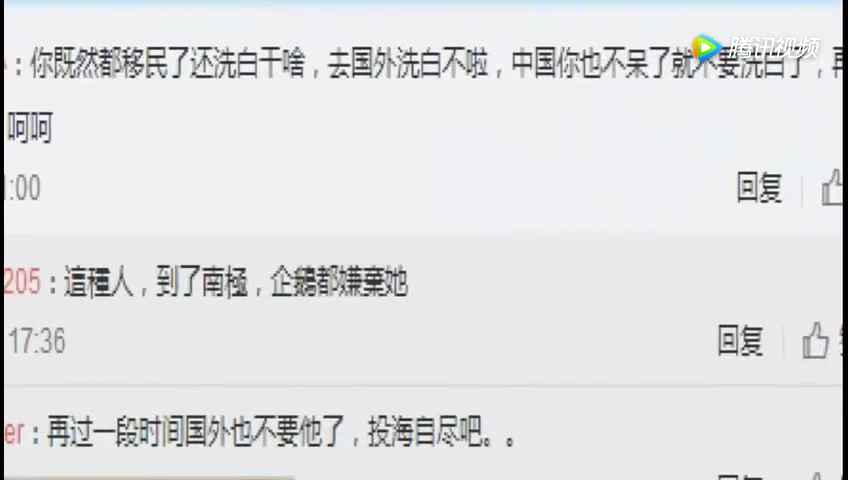 腾讯视频
：你既然都移民了还洗白干啥，去国外洗白不啦，中国你也不呆了就不要洗白了，再
呵呵
1:00
回复
205：這種人，到了南極，企鵝都嫌棄她
17:36
回复
er：再过一段时间国外也不要他了，投海自尽吧。。